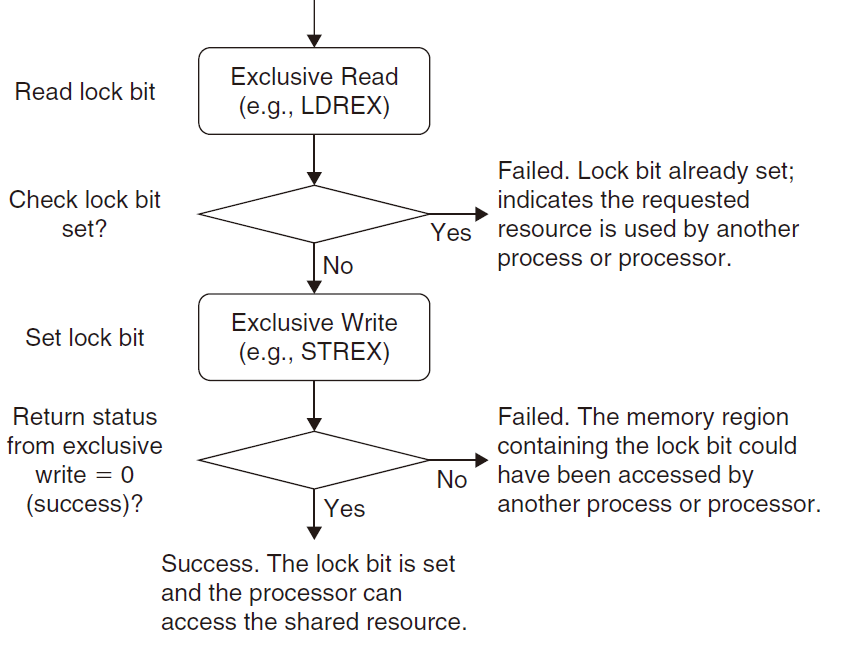 Read lock bit
Exclusive Read
(e.g., LDREX)
Check lock bit
set?
Yes
Failed. Lock bit already set;
indicates the requested
resource is used by another
process or processor.
No
Set lock bit
Exclusive Write
(e.g., STREX)
Return status
from exclusive
write = 0
(success)?
No
Failed. The memory region
containing the lock bit could
have been accessed by
another process or processor.
Yes
Success. The lock bit is set
and the processor can
access the shared resource.